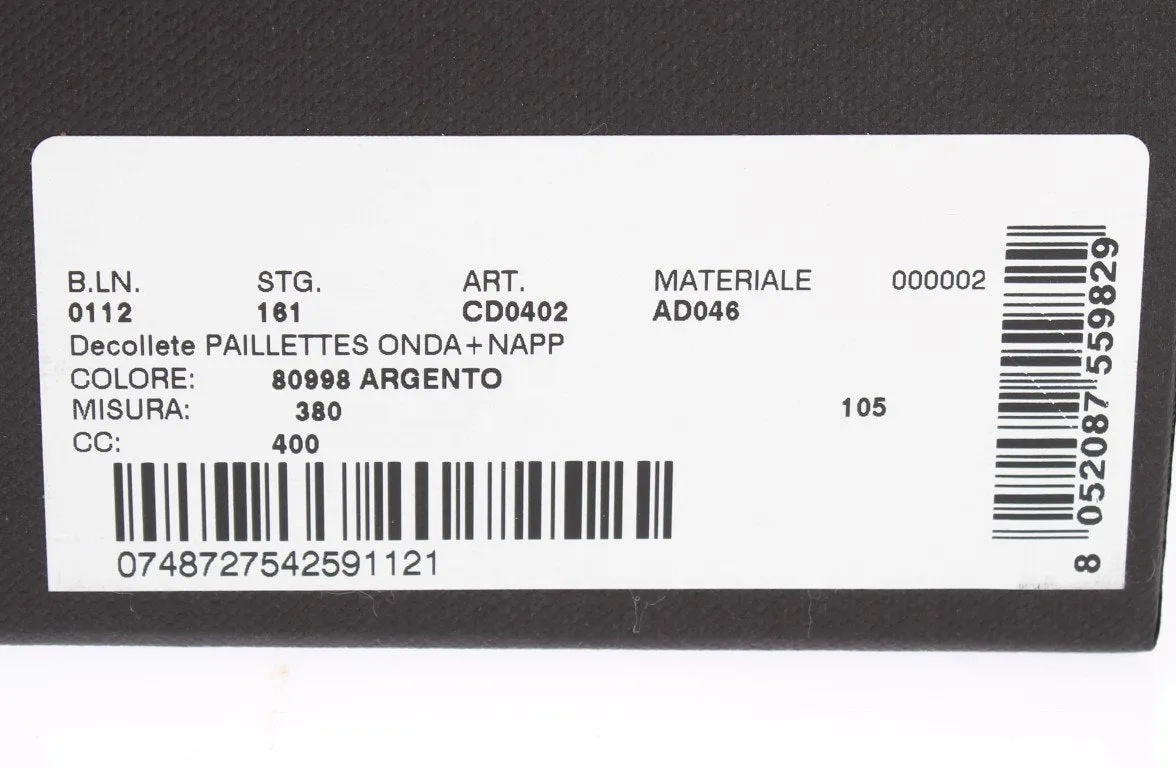 B.LN. STG. ART. MATERIALE 000002
0112 161 CD0402 AD046
Decollete PAILLETTES ONDA+NAPP
COLORE: 80998 ARGENTO
MISURA: 380 105
CC: 400
0748727542591121
8 052087 559829